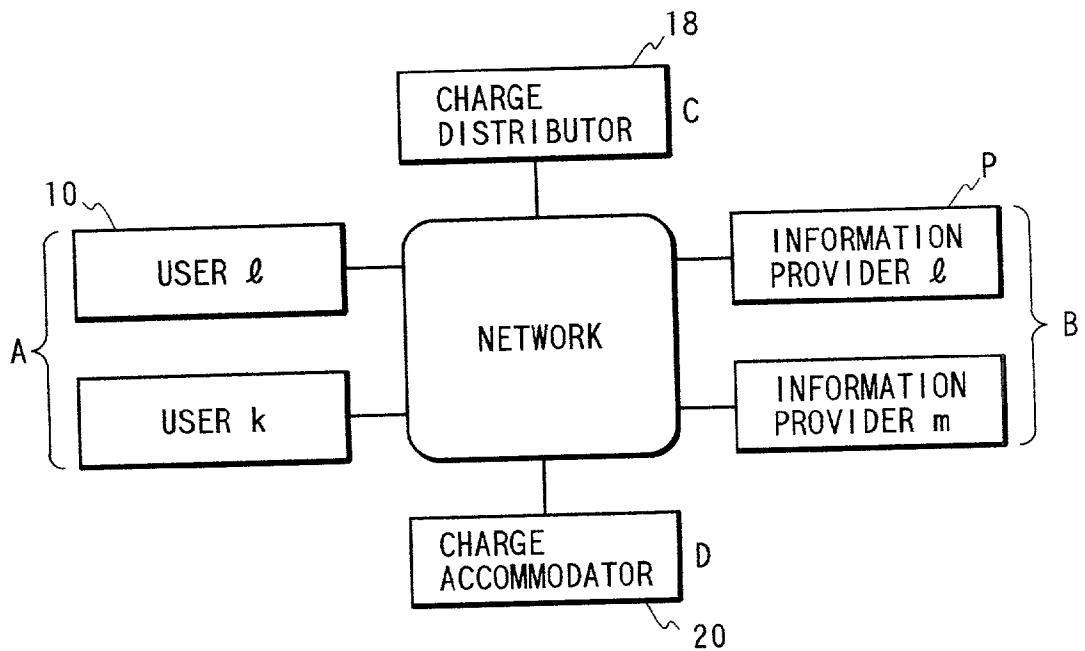 18
CHARGE
DISTRIBUTOR
C
10
P
USER ℓ
INFORMATION
PROVIDER ℓ
A
NETWORK
B
USER k
INFORMATION
PROVIDER m
CHARGE
ACCOMMODATOR
D
20